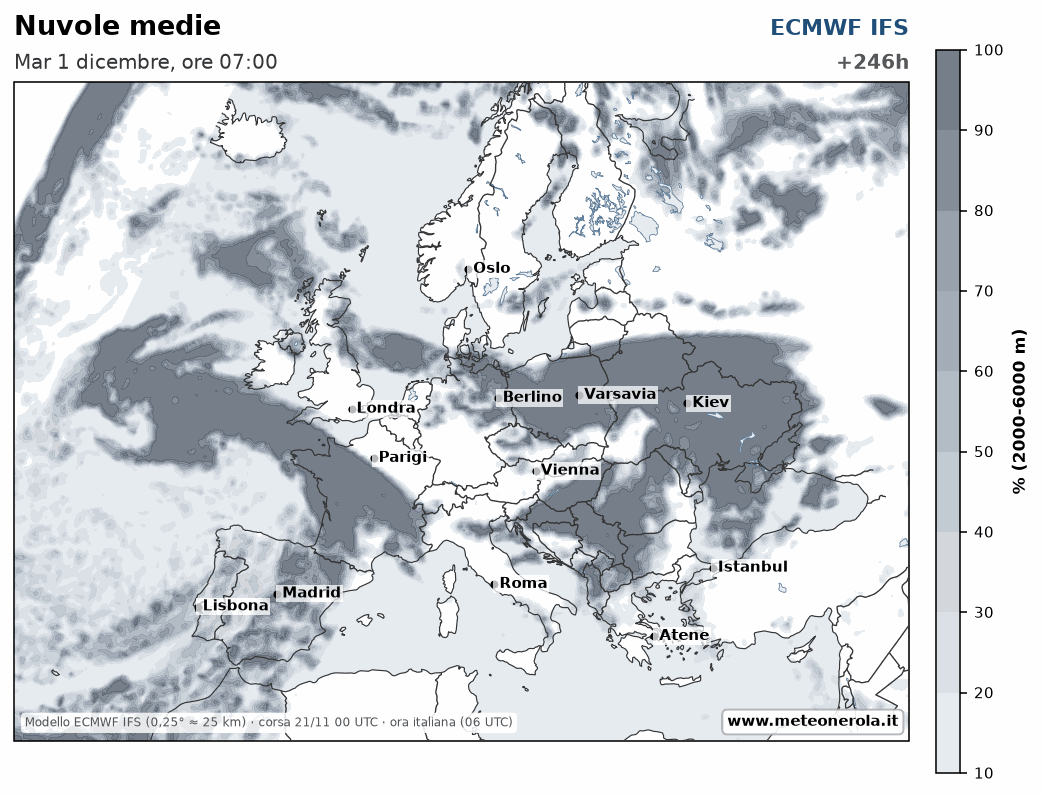 Nuvole medie
ECMWF IFS
Mar 1 dicembre, ore 07:00
+246h
100
90
80
70
60
50
40
30
20
10
% (2000-6000 m)
Oslo
Berlino
Varsavia
Kiev
Londra
Parigi
Vienna
Istanbul
Roma
Madrid
Lisbona
Atene
Modello ECMWF IFS (0,25° ≈ 25 km) · corsa 21/11 00 UTC · ora italiana (06 UTC)
www.meteonerola.it